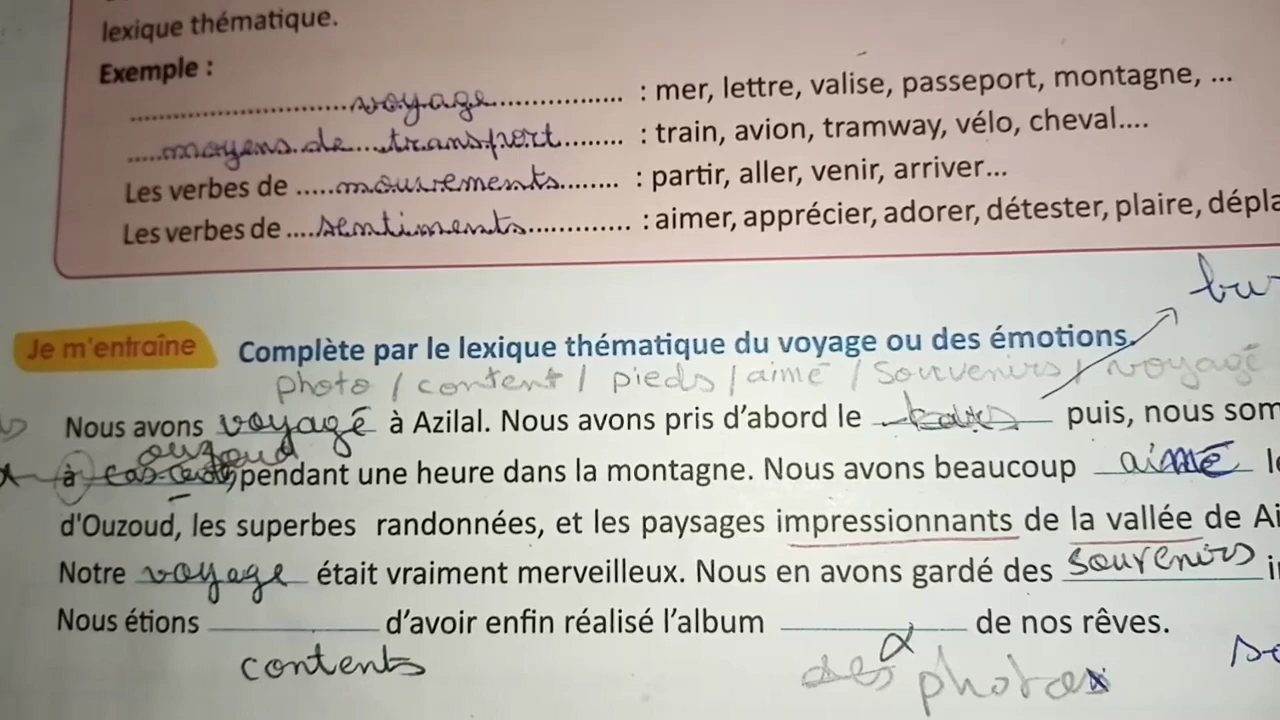 lexique thématique.
Exemple :
voyage : mer, lettre, valise, passeport, montagne, ...
moyens de transport : train, avion, tramway, vélo, cheval....
Les verbes de mouvements : partir, aller, venir, arriver...
Les verbes de sentiments : aimer, apprécier, adorer, détester, plaire, dépla
bu
Je m'entraîne Complète par le lexique thématique du voyage ou des émotions.
photo / content / pieds / aimé / Souvenirs / voyagé
Nous avons voyagé à Azilal. Nous avons pris d'abord le puis, nous som
ouzoud
à pendant une heure dans la montagne. Nous avons beaucoup aimé le
d'Ouzoud, les superbes randonnées, et les paysages impressionnants de la vallée de Ai
Notre voyage était vraiment merveilleux. Nous en avons gardé des souvenirs i
Nous étions d'avoir enfin réalisé l'album de nos rêves.
contents des